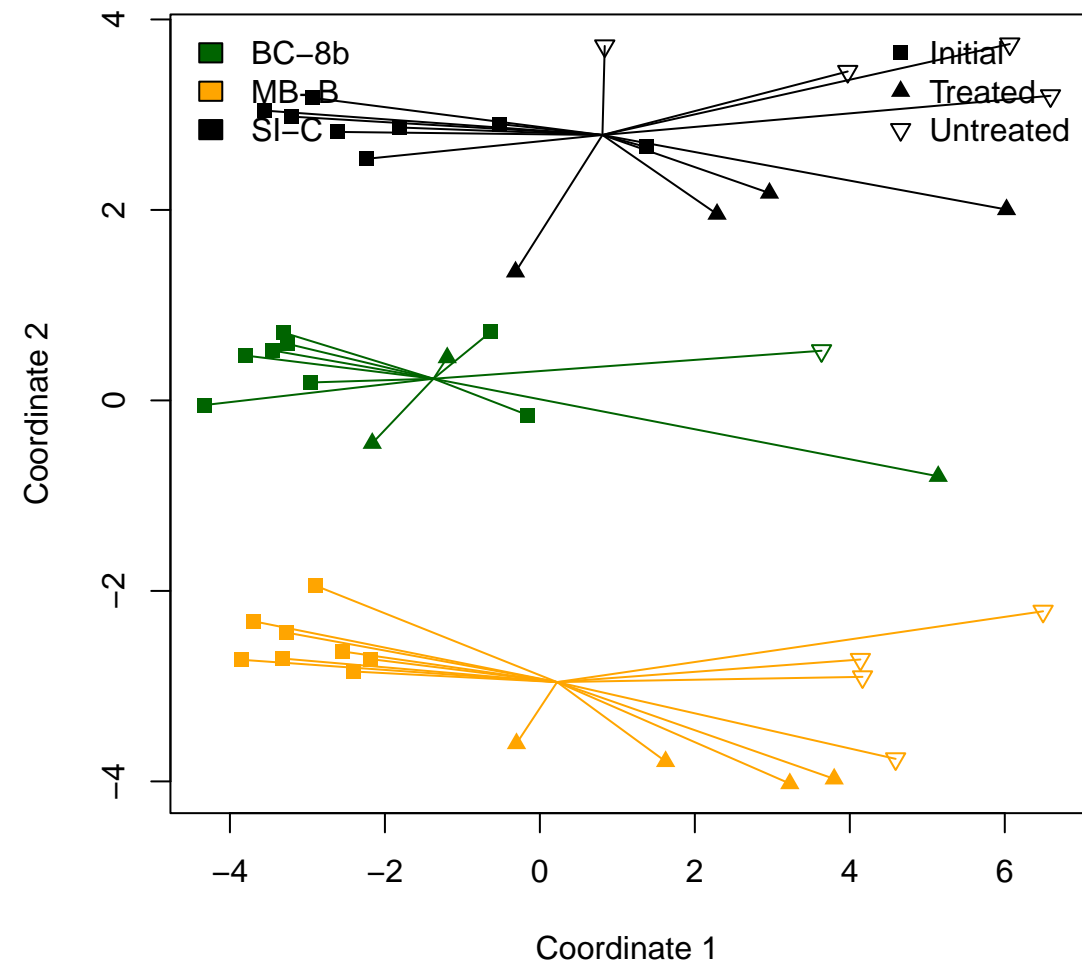 BC−8b
MB−B
SI−C
Initial
Treated
Untreated
4
2
0
−2
−4
Coordinate 2
−4
−2
0
2
4
6
Coordinate 1